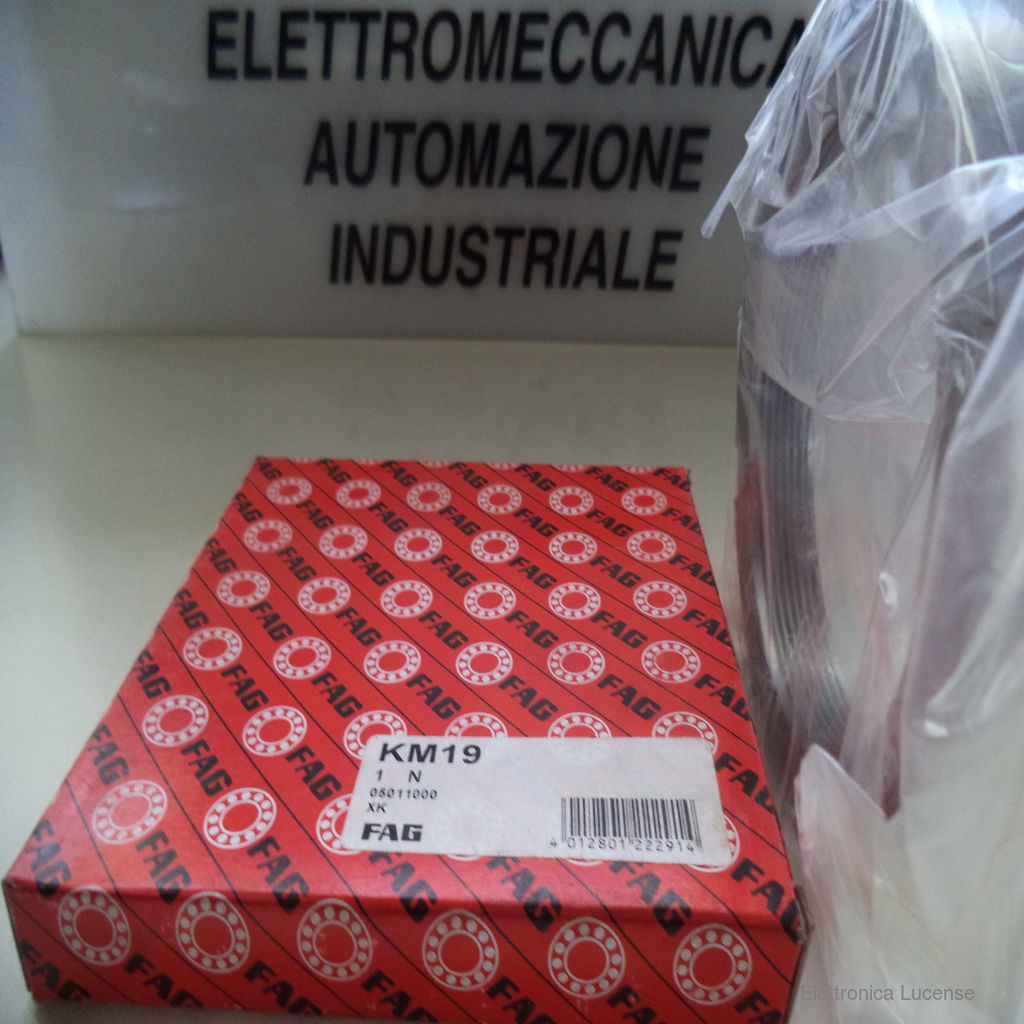 ELETTROMECCANICA
AUTOMAZIONE
INDUSTRIALE
KM19
1 N
05011000
XK
FAG
4 012801 222914
Elettronica Lucense